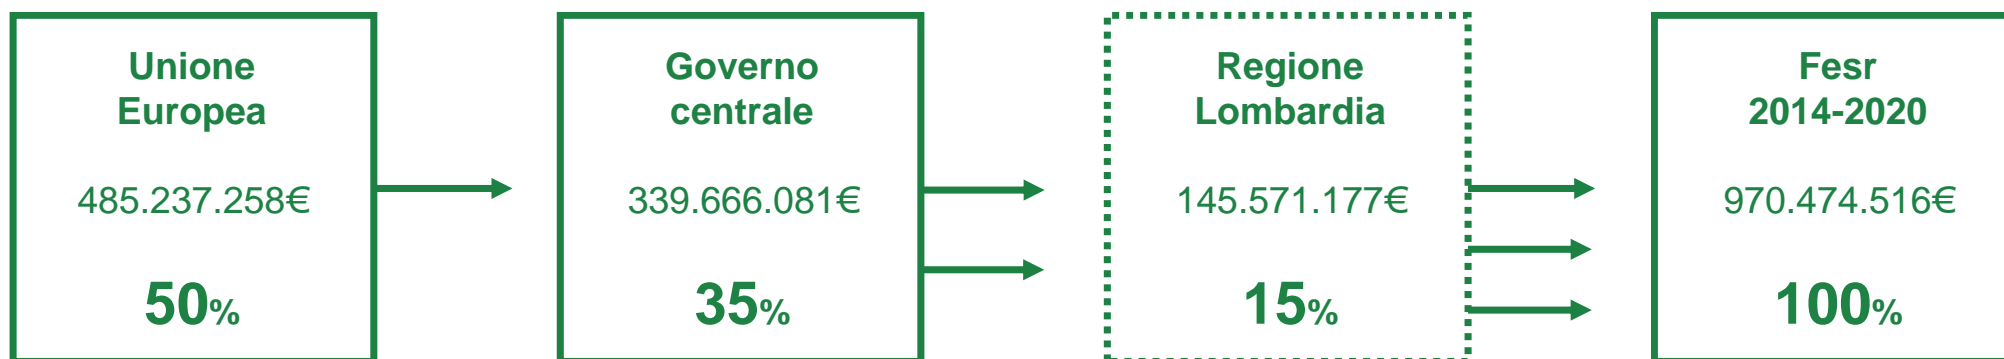 Unione
Europea
485.237.258€
50%
Governo
centrale
339.666.081€
35%
Regione
Lombardia
145.571.177€
15%
Fesr
2014-2020
970.474.516€
100%